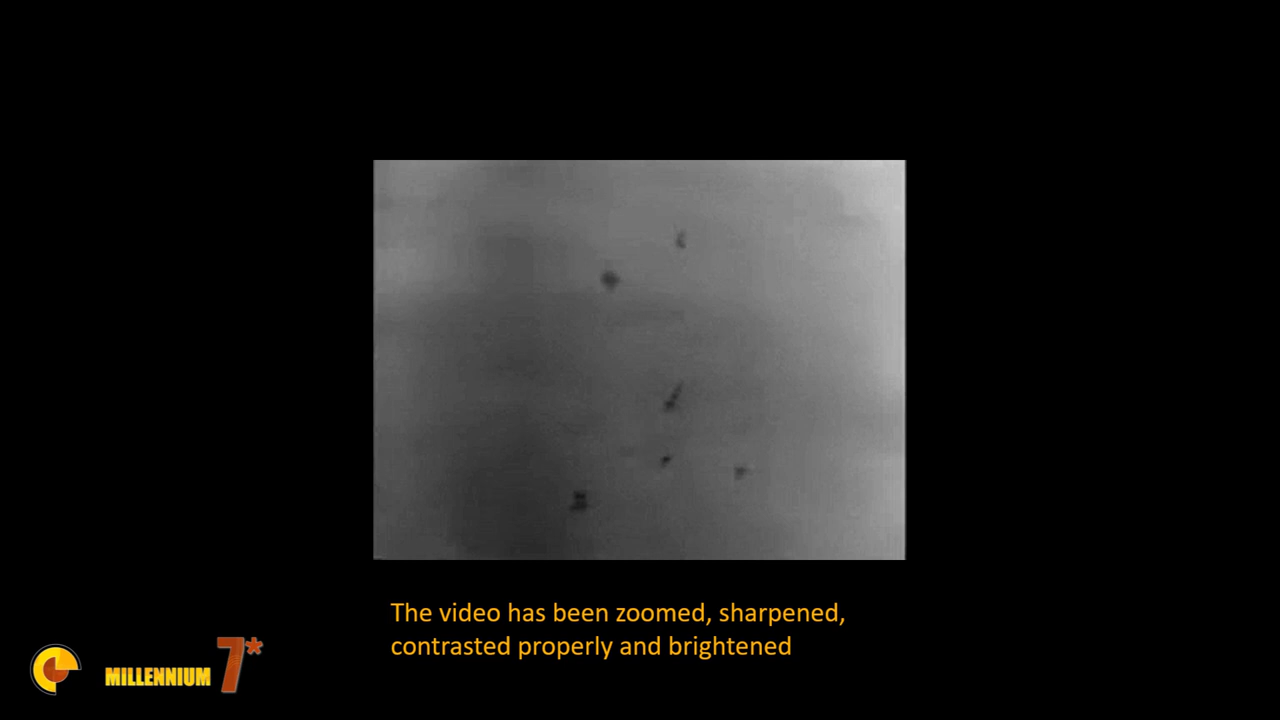 The video has been zoomed, sharpened,
contrasted properly and brightened
MILLENNIUM 7*